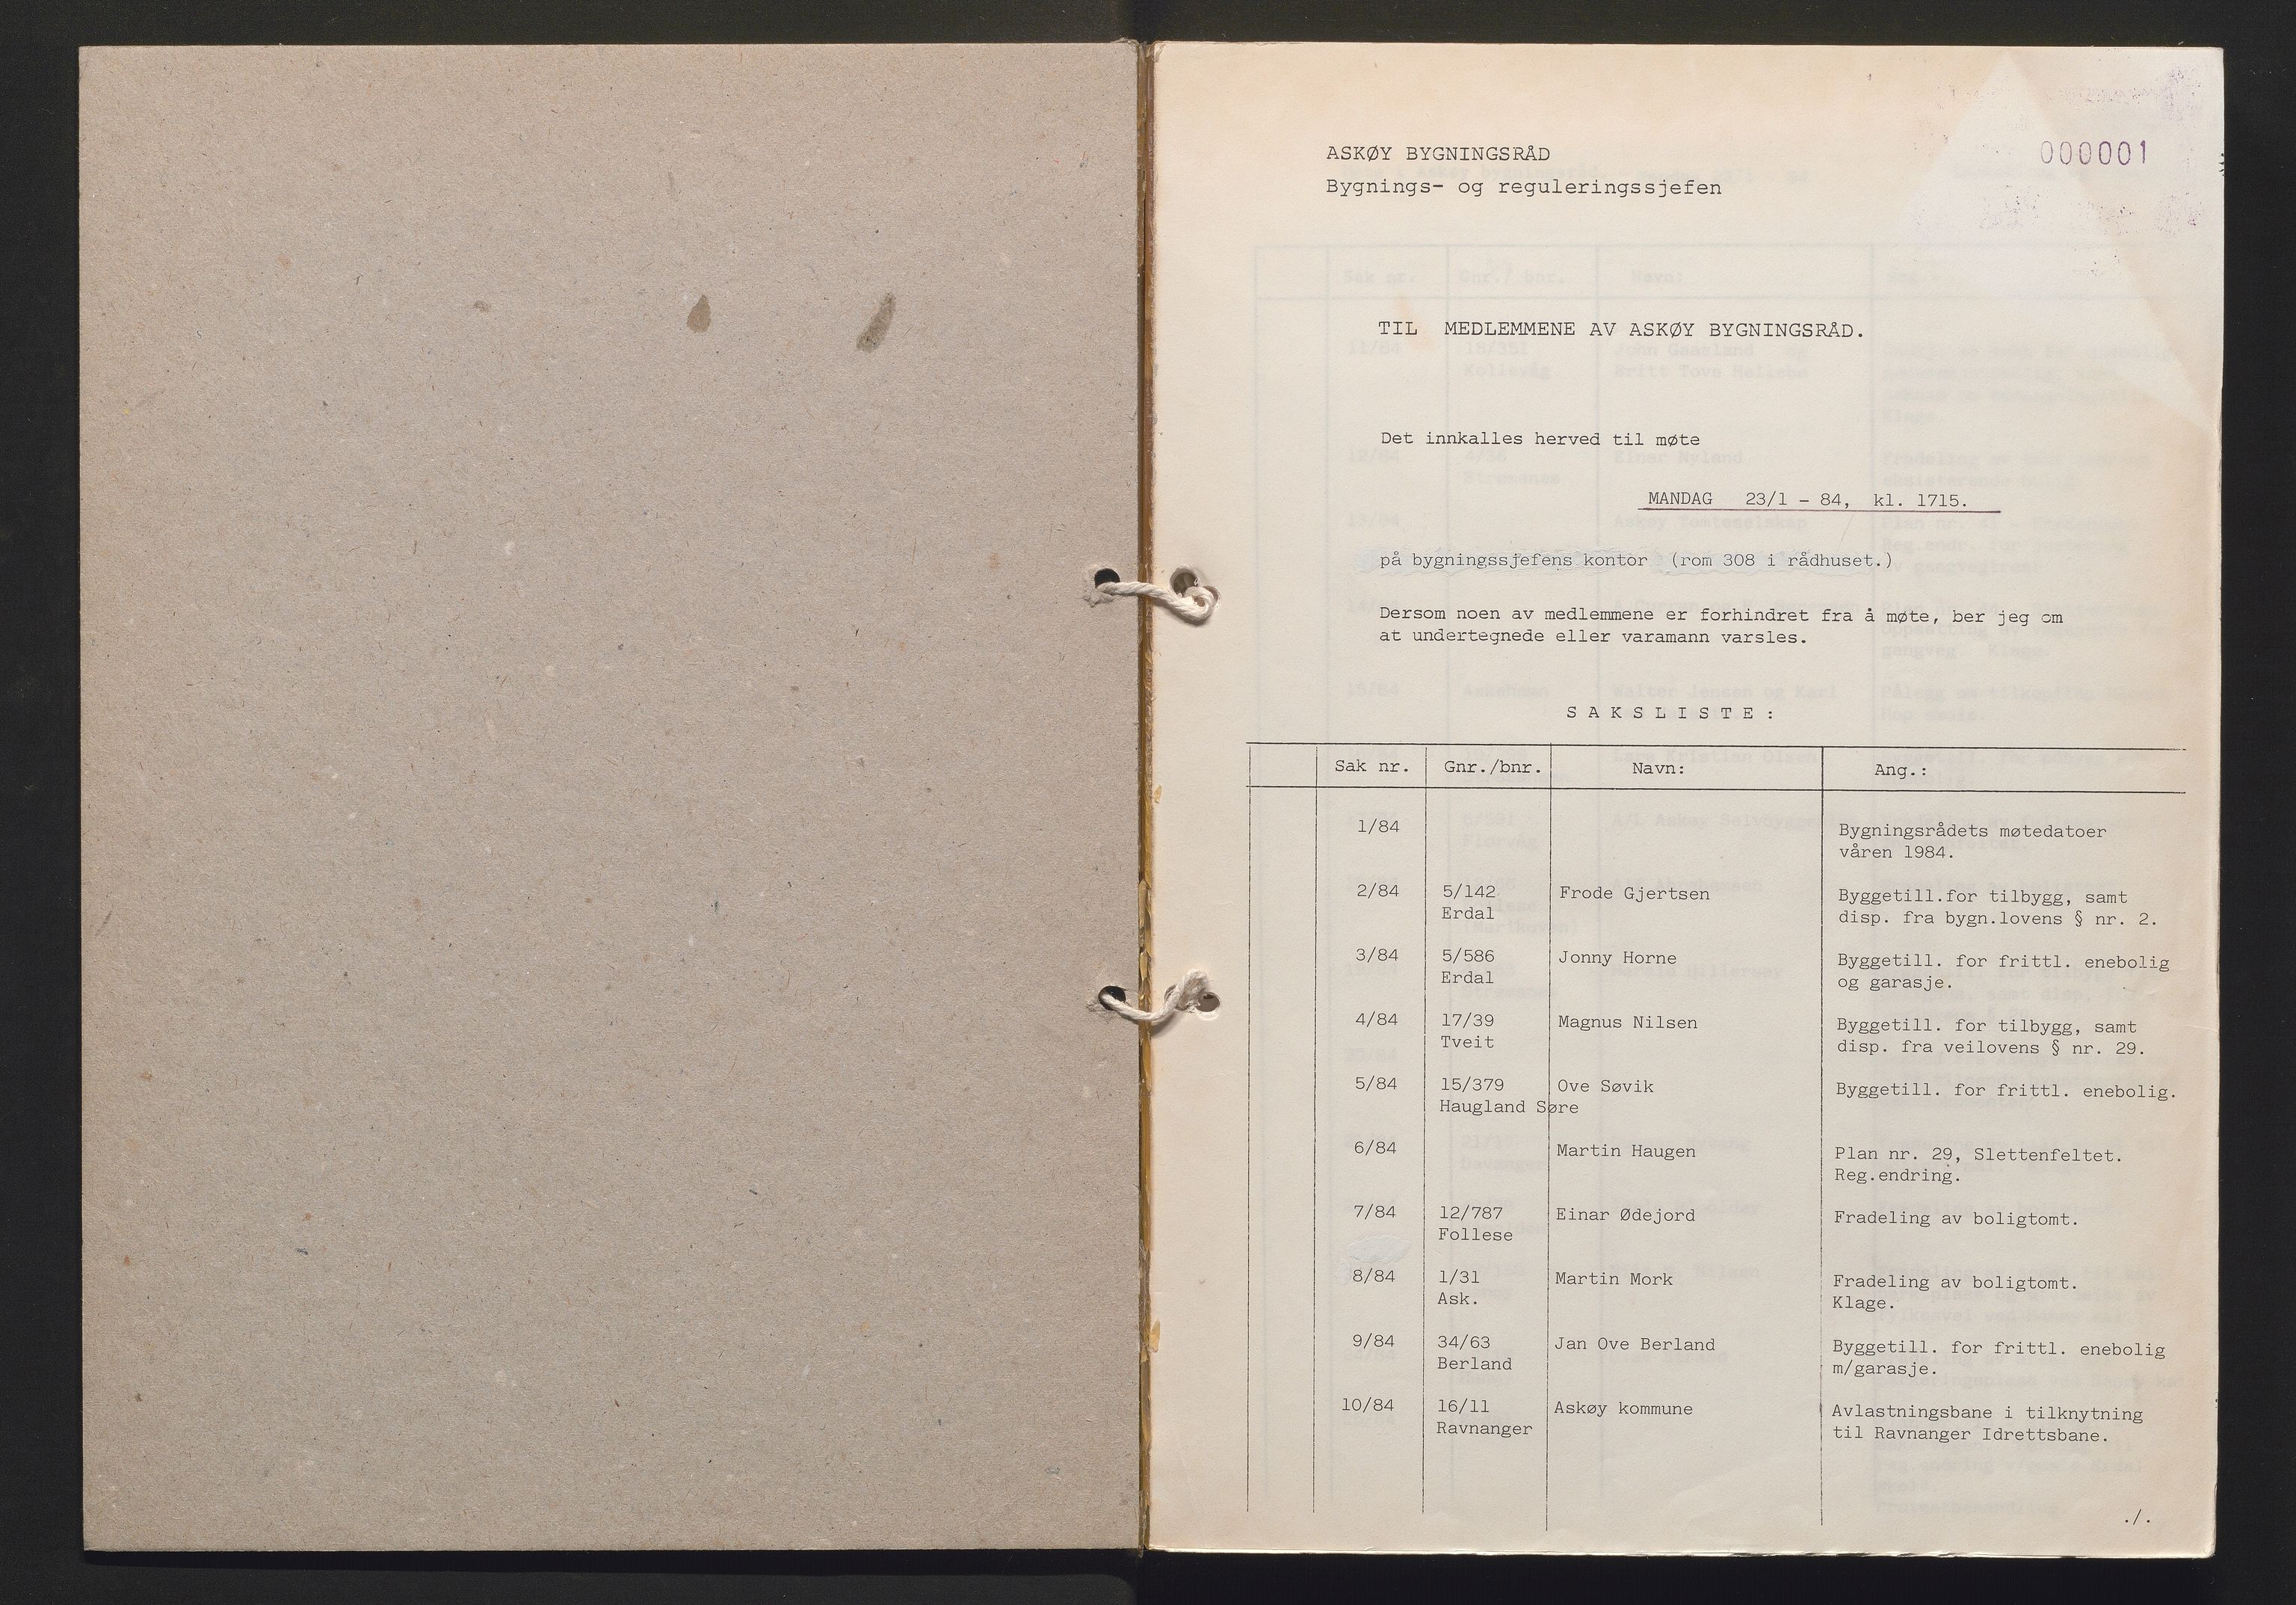 ASKØY BYGNINGSRÅD
000001
Bygnings- og reguleringssjefen
TIL MEDLEMMENE AV ASKØY BYGNINGSRÅD.
Det innkalles herved til møte
MANDAG 23/1 - 84, kl. 1715.
på bygningssjefens kontor (rom 308 i rådhuset.)
Dersom noen av medlemmene er forhindret fra å møte, ber jeg om
at undertegnede eller varamann varsles.
S A K S L I S T E :
Sak nr. Gnr./bnr. Navn: Ang.:
1/84 Bygningsrådets møtedatoer
våren 1984.
2/84 5/142 Frode Gjertsen Byggetill.for tilbygg, samt
Erdal disp. fra bygn.lovens § nr. 2.
3/84 5/586 Jonny Horne Byggetill. for frittl. enebolig
Erdal og garasje.
4/84 17/39 Magnus Nilsen Byggetill. for tilbygg, samt
Tveit disp. fra veilovens § nr. 29.
5/84 15/379 Ove Søvik Byggetill. for frittl. enebolig.
Haugland Søre
6/84 Martin Haugen Plan nr. 29, Slettenfeltet.
Reg.endring.
7/84 12/787 Einar Ødejord Fradeling av boligtomt.
Follese
8/84 1/31 Martin Mork Fradeling av boligtomt.
Ask. Klage.
9/84 34/63 Jan Ove Berland Byggetill. for frittl. enebolig
Berland m/garasje.
10/84 16/11 Askøy kommune Avlastningsbane i tilknytning
Ravnanger til Ravnanger Idrettsbane.
./.